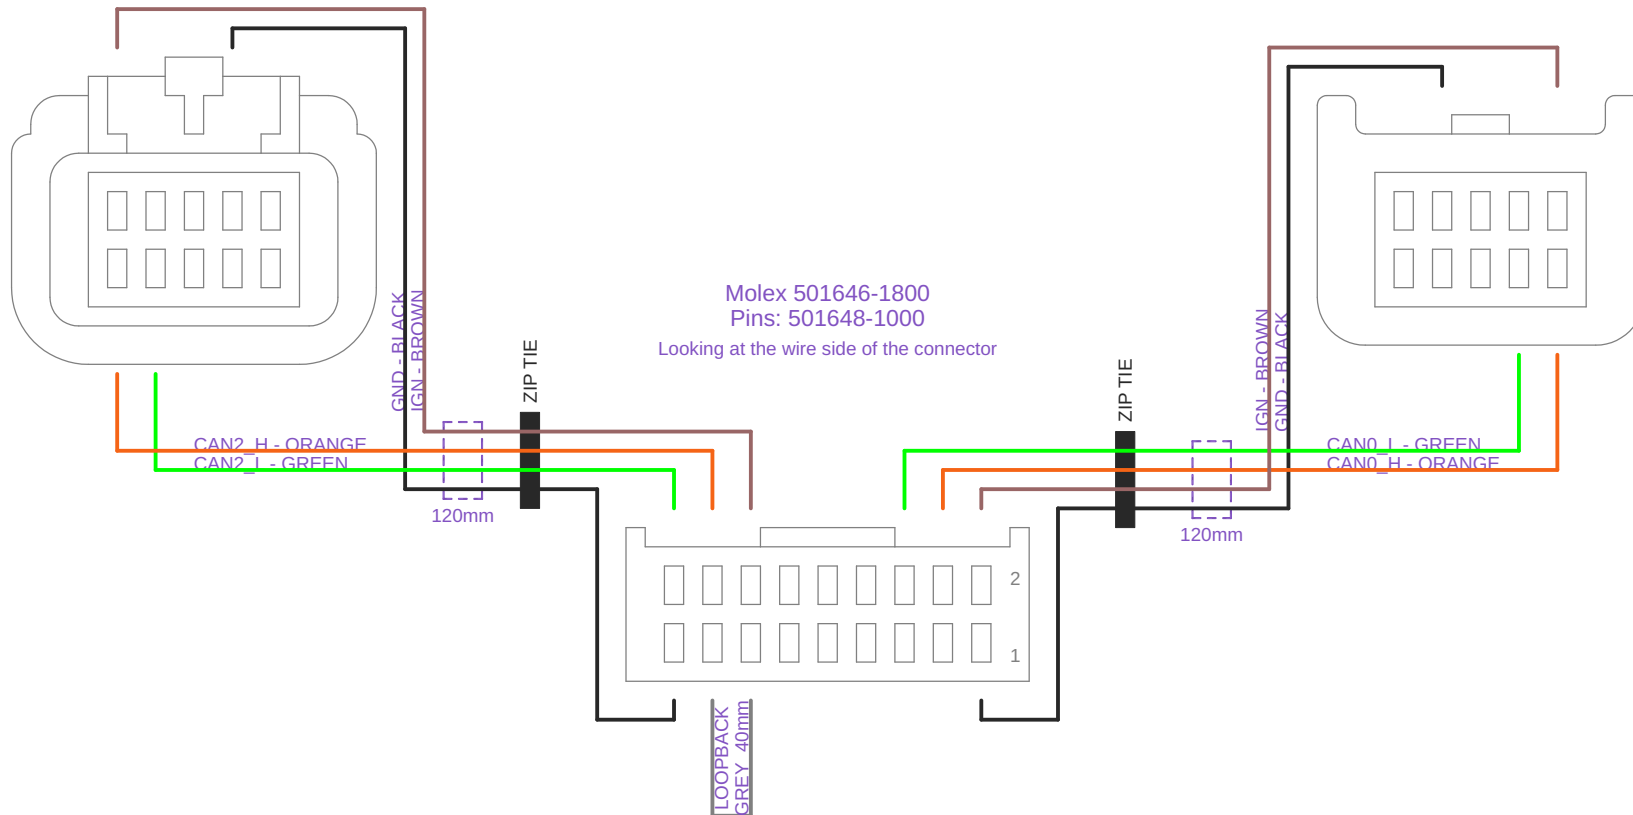 Molex 501646-1800
Pins: 501648-1000
Looking at the wire side of the connector
GND - BLACK
IGN - BROWN
ZIP TIE
CAN2_H - ORANGE
CAN2_L - GREEN
120mm
IGN - BROWN
GND - BLACK
ZIP TIE
CAN0_L - GREEN
CAN0_H - ORANGE
120mm
2
1
LOOPBACK
GREY 40mm